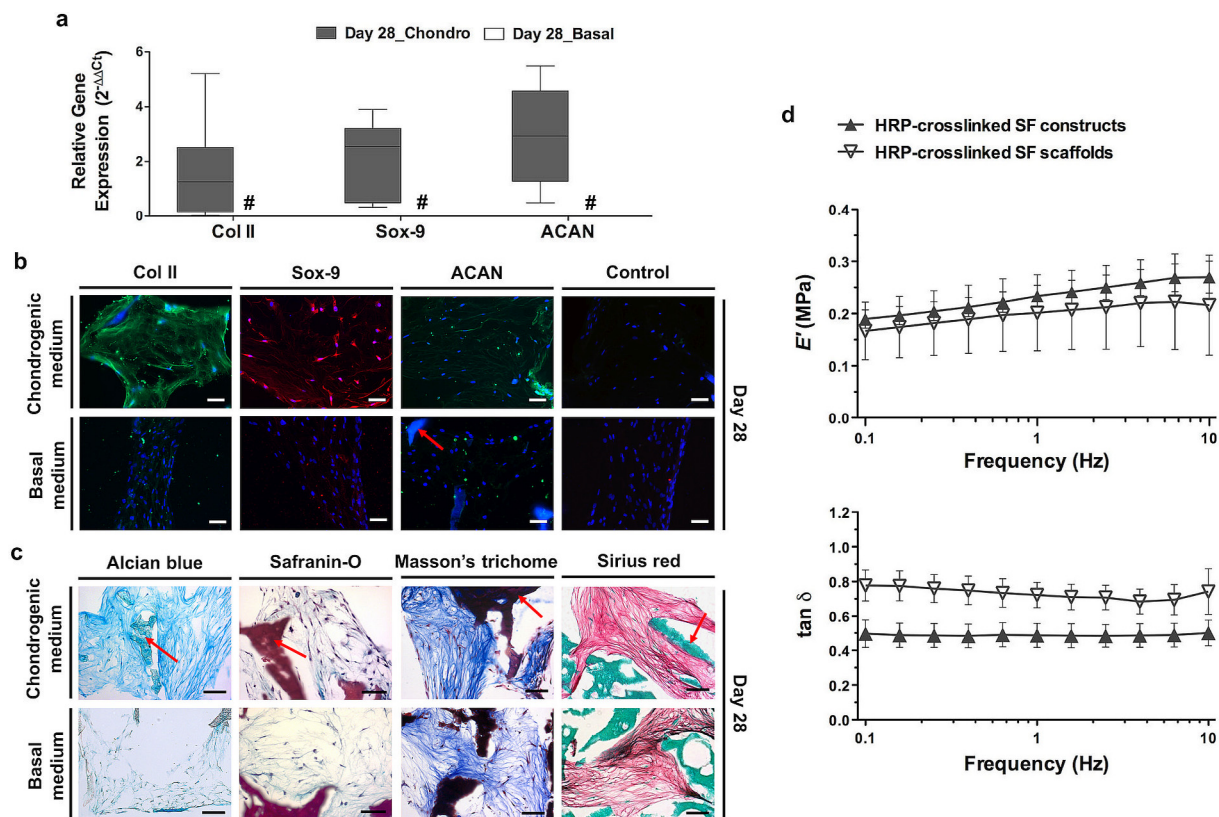 a
Day 28_Chondro
Day 28_Basal
Relative Gene
Expression (2^-ΔΔCt)
6
4
2
0
#
#
#
Col II
Sox-9
ACAN
b
Col II
Sox-9
ACAN
Control
Chondrogenic
medium
Basal
medium
Day 28
c
Alcian blue
Safranin-O
Masson's trichome
Sirius red
Chondrogenic
medium
Basal
medium
Day 28
d
HRP-crosslinked SF constructs
HRP-crosslinked SF scaffolds
E' (MPa)
0.4
0.3
0.2
0.1
0.0
0.1
1
10
Frequency (Hz)
tan δ
1.2
1.0
0.8
0.6
0.4
0.2
0.0
0.1
1
10
Frequency (Hz)